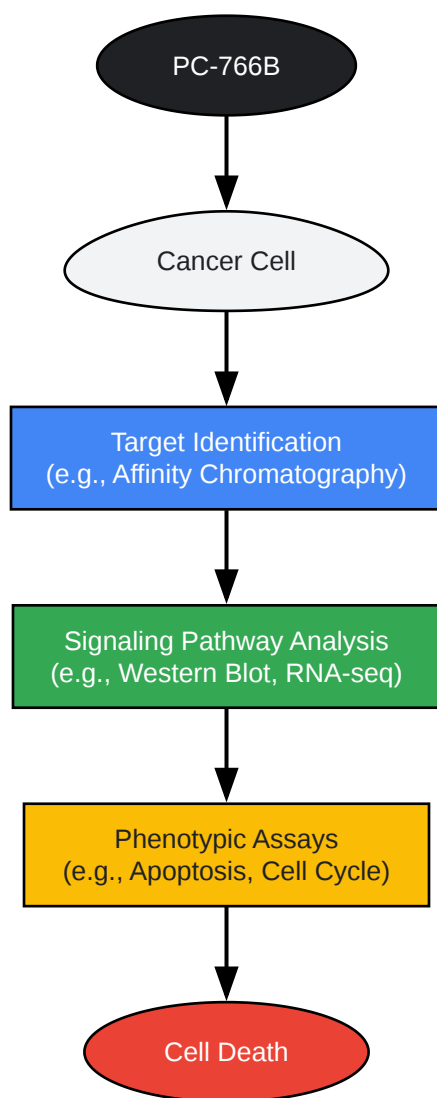 PC-766B
Cancer Cell
Target Identification
(e.g., Affinity Chromatography)
Signaling Pathway Analysis
(e.g., Western Blot, RNA-seq)
Phenotypic Assays
(e.g., Apoptosis, Cell Cycle)
Cell Death